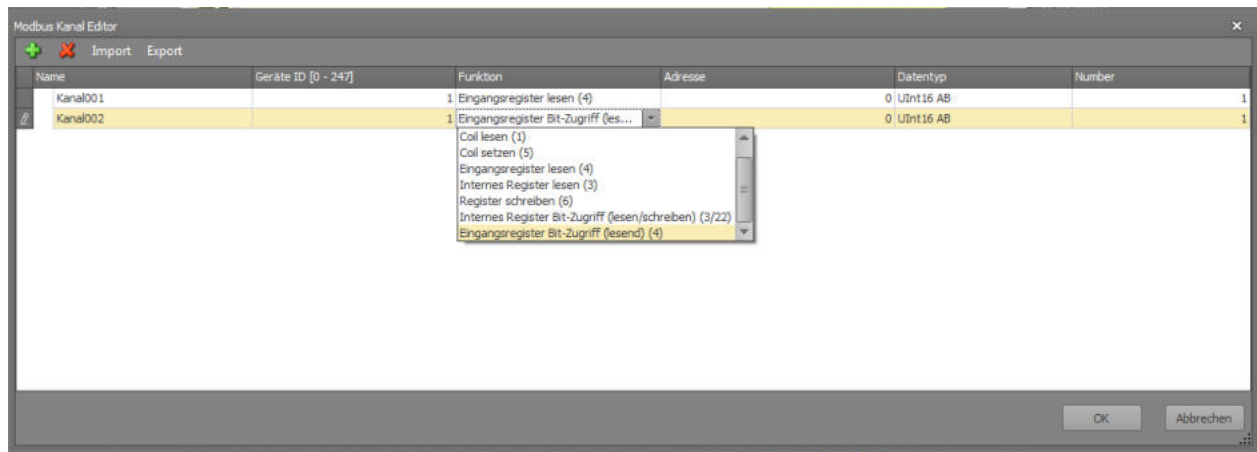 Modbus Kanal Editor
Import Export
Name Geräte ID [0 - 247] Funktion Adresse Datentyp Number
Kanal001 1 Eingangsregister lesen (4) 0 UInt16 AB 1
Kanal002 1 Eingangsregister Bit-Zugriff (les... 0 UInt16 AB 1
Coil lesen (1)
Coil setzen (5)
Eingangsregister lesen (4)
Internes Register lesen (3)
Register schreiben (6)
Internes Register Bit-Zugriff (lesen/schreiben) (3/22)
Eingangsregister Bit-Zugriff (lesend) (4)
OK Abbrechen